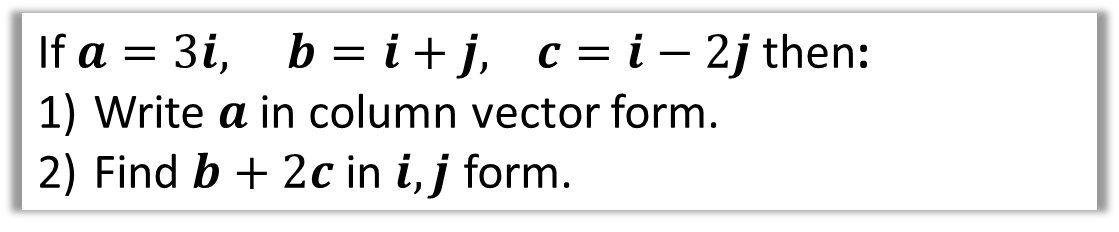 If a = 3i, b = i + j, c = i − 2j then:
1) Write a in column vector form.
2) Find b + 2c in i, j form.